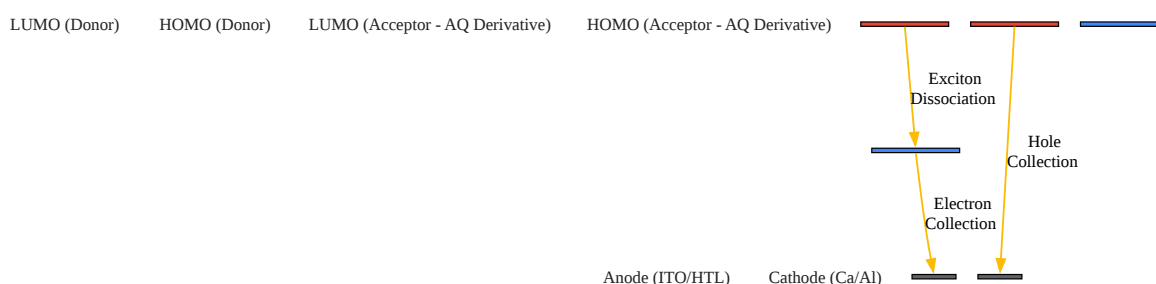 LUMO (Donor)
HOMO (Donor)
LUMO (Acceptor - AQ Derivative)
HOMO (Acceptor - AQ Derivative)
Exciton
Dissociation
Hole
Collection
Electron
Collection
Anode (ITO/HTL)
Cathode (Ca/Al)